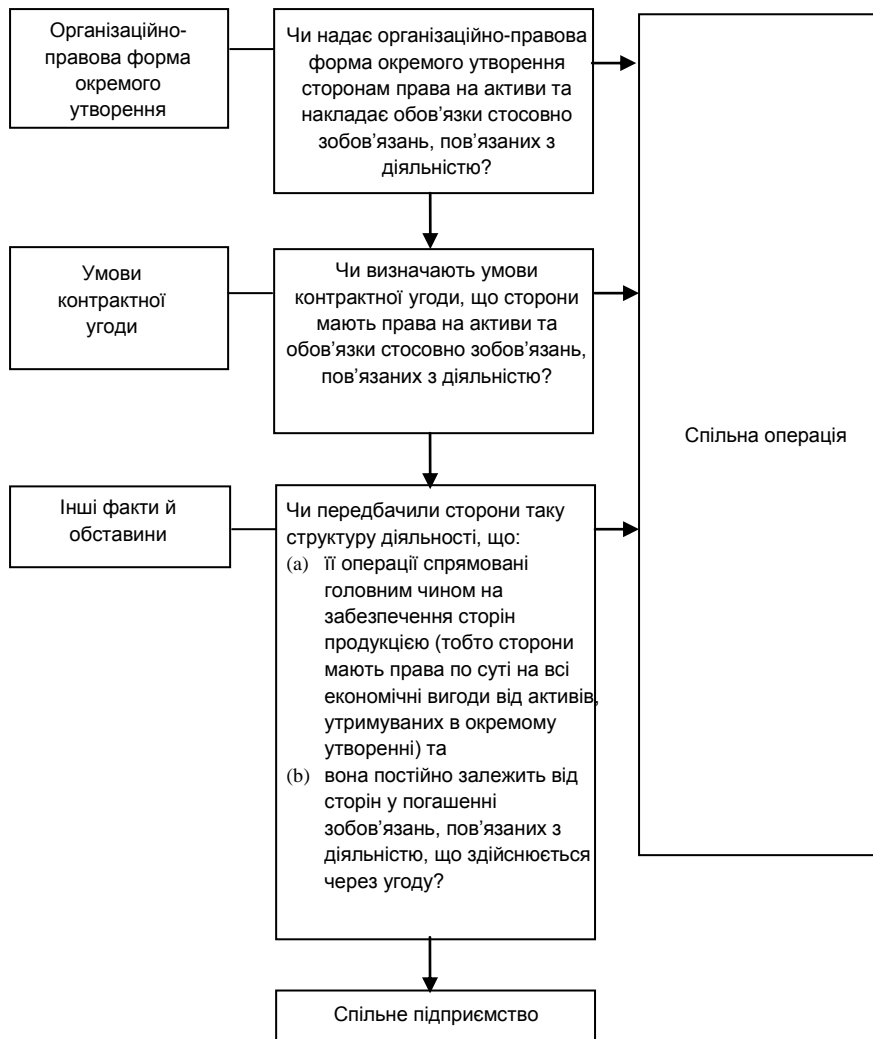 Організаційно-
правова форма
окремого
утворення
Чи надає організаційно-правова
форма окремого утворення
сторонам права на активи та
накладає обов’язки стосовно
зобов’язань, пов’язаних з
діяльністю?
Умови
контрактної
угоди
Чи визначають умови
контрактної угоди, що сторони
мають права на активи та
обов’язки стосовно зобов’язань,
пов’язаних з діяльністю?
Спільна операція
Інші факти й
обставини
Чи передбачили сторони таку
структуру діяльності, що:
(a) її операції спрямовані
головним чином на
забезпечення сторін
продукцією (тобто сторони
мають права по суті на всі
економічні вигоди від активів,
утримуваних в окремому
утворенні) та
(b) вона постійно залежить від
сторін у погашенні
зобов’язань, пов’язаних з
діяльністю, що здійснюється
через угоду?
Спільне підприємство